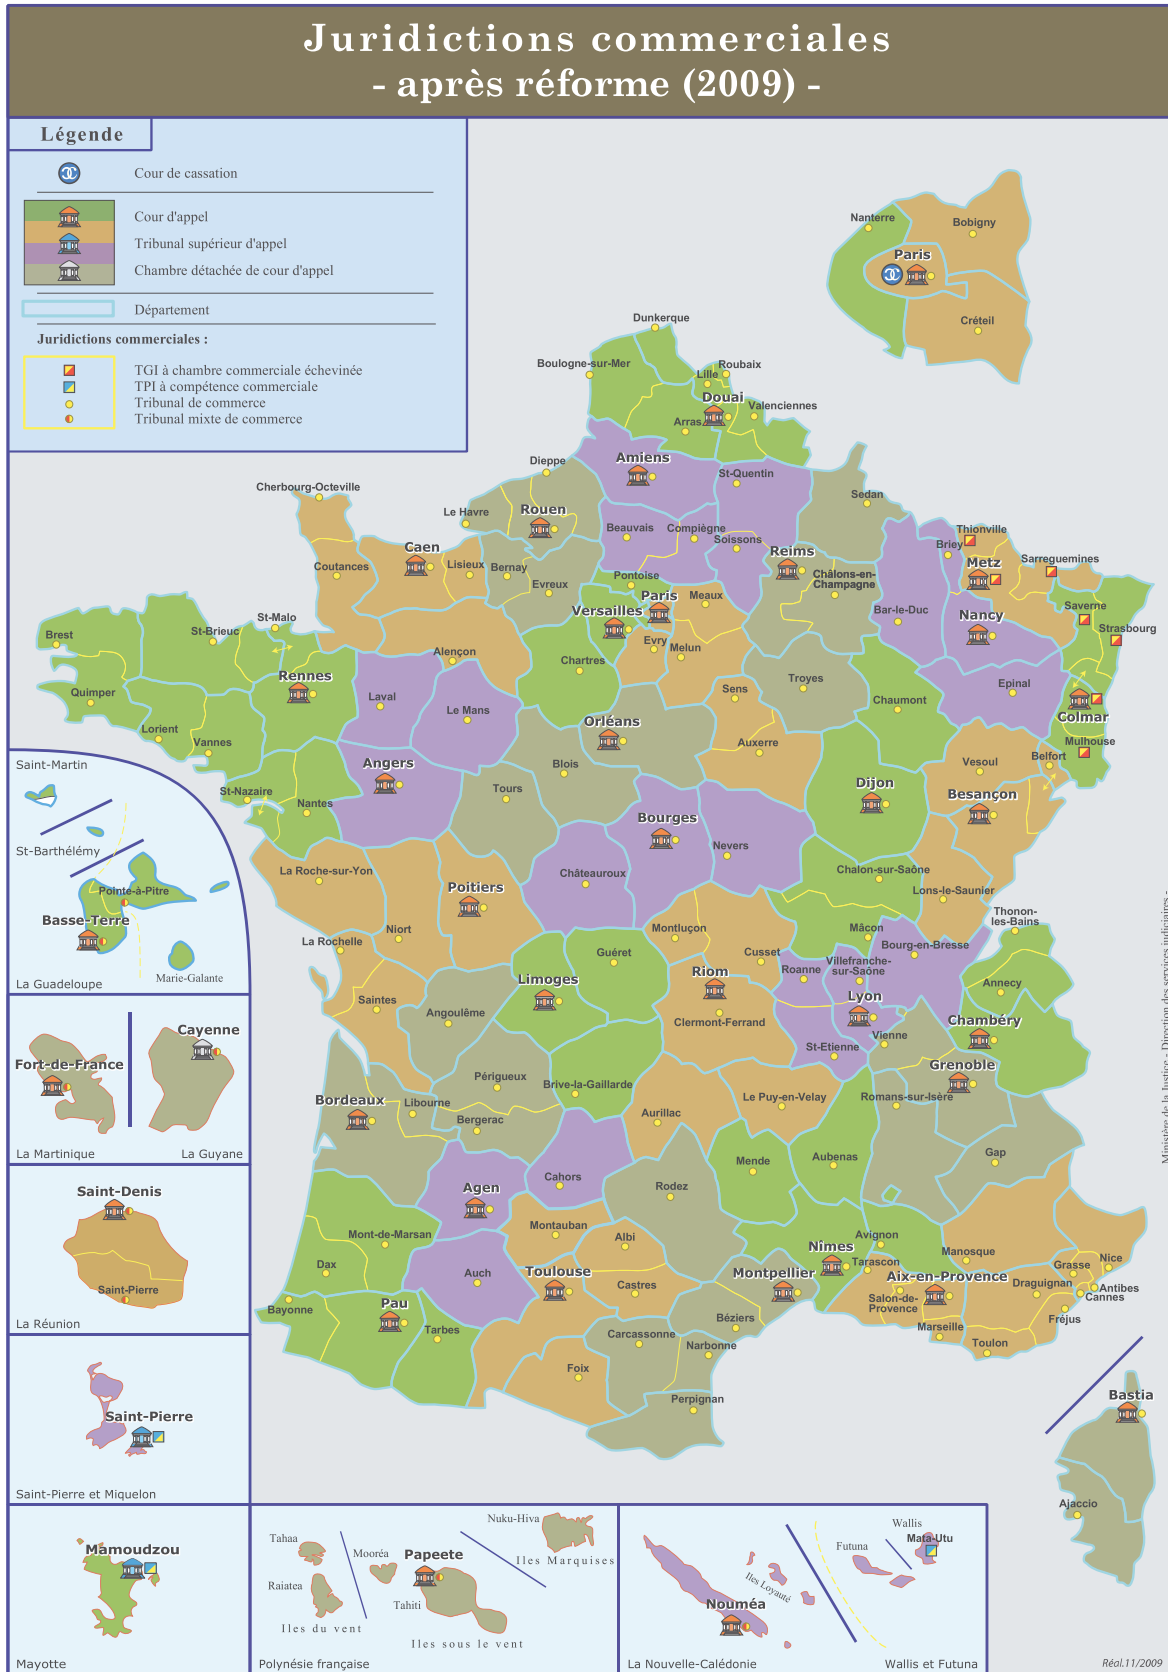 Juridictions commerciales
- après réforme (2009) -
Légende
Cour de cassation
Cour d'appel
Tribunal supérieur d'appel
Chambre détachée de cour d'appel
Département
Juridictions commerciales :
TGI à chambre commerciale échevinée
TPI à compétence commerciale
Tribunal de commerce
Tribunal mixte de commerce
Nanterre
Bobigny
Paris
Créteil
Dunkerque
Boulogne-sur-Mer
Roubaix
Lille
Douai
Valenciennes
Arras
Amiens
Dieppe
St-Quentin
Cherbourg-Octeville
Sedan
Le Havre
Rouen
Beauvais
Compiègne
Soissons
Thionville
Briey
Caen
Reims
Metz
Sarreguemines
Coutances
Lisieux
Bernay
Evreux
Pontoise
Châlons-en-
Champagne
Paris
Meaux
Versailles
Bar-le-Duc
Nancy
Saverne
Strasbourg
St-Malo
St-Brieuc
Brest
Evry
Melun
Alençon
Chartres
Rennes
Laval
Le Mans
Quimper
Sens
Troyes
Chaumont
Epinal
Colmar
Lorient
Vannes
Orléans
Auxerre
Mulhouse
Belfort
Vesoul
Angers
Blois
Tours
Dijon
Besançon
St-Nazaire
Nantes
Bourges
Nevers
Saint-Martin
St-Barthélémy
Pointe-à-Pitre
Basse-Terre
Marie-Galante
La Guadeloupe
La Roche-sur-Yon
Poitiers
Châteauroux
Chalon-sur-Saône
Lons-le-Saunier
Niort
La Rochelle
Montluçon
Mâcon
Thonon-
les-Bains
Cusset
Bourg-en-Bresse
Guéret
Roanne
Villefranche-
sur-Saône
Limoges
Riom
Annecy
Saintes
Angoulême
Clermont-Ferrand
Lyon
Chambéry
Vienne
St-Etienne
Grenoble
Fort-de-France
Cayenne
La Martinique
La Guyane
Périgueux
Brive-la-Gaillarde
Bordeaux
Libourne
Bergerac
Aurillac
Le Puy-en-Velay
Romans-sur-Isère
Gap
Aubenas
Mende
Cahors
Rodez
Agen
Saint-Denis
Saint-Pierre
La Réunion
Mont-de-Marsan
Montauban
Albi
Avignon
Nîmes
Manosque
Nice
Grasse
Tarascon
Dax
Auch
Toulouse
Castres
Montpellier
Aix-en-Provence
Draguignan
Antibes
Cannes
Salon-de-
Provence
Fréjus
Bayonne
Pau
Tarbes
Béziers
Marseille
Toulon
Carcassonne
Narbonne
Foix
Perpignan
Bastia
Ajaccio
Saint-Pierre
Saint-Pierre et Miquelon
Mamoudzou
Mayotte
Tahaa
Raiatea
Iles du vent
Mooréa
Papeete
Tahiti
Iles sous le vent
Nuku-Hiva
Iles Marquises
Polynésie française
Nouméa
Iles Loyauté
La Nouvelle-Calédonie
Wallis
Mata-Utu
Futuna
Wallis et Futuna
Ministère de la Justice - Direction des services judiciaires -
Réal.11/2009